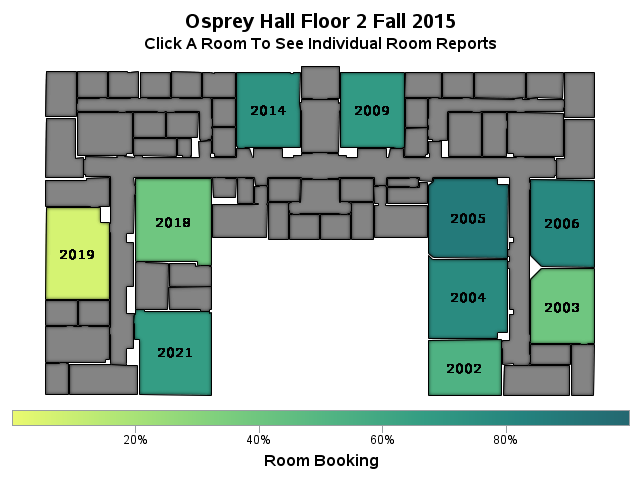 Osprey Hall Floor 2 Fall 2015
Click A Room To See Individual Room Reports
2014 2009
2018 2005 2006
2019
2004 2003
2021 2002
20% 40% 60% 80%
Room Booking